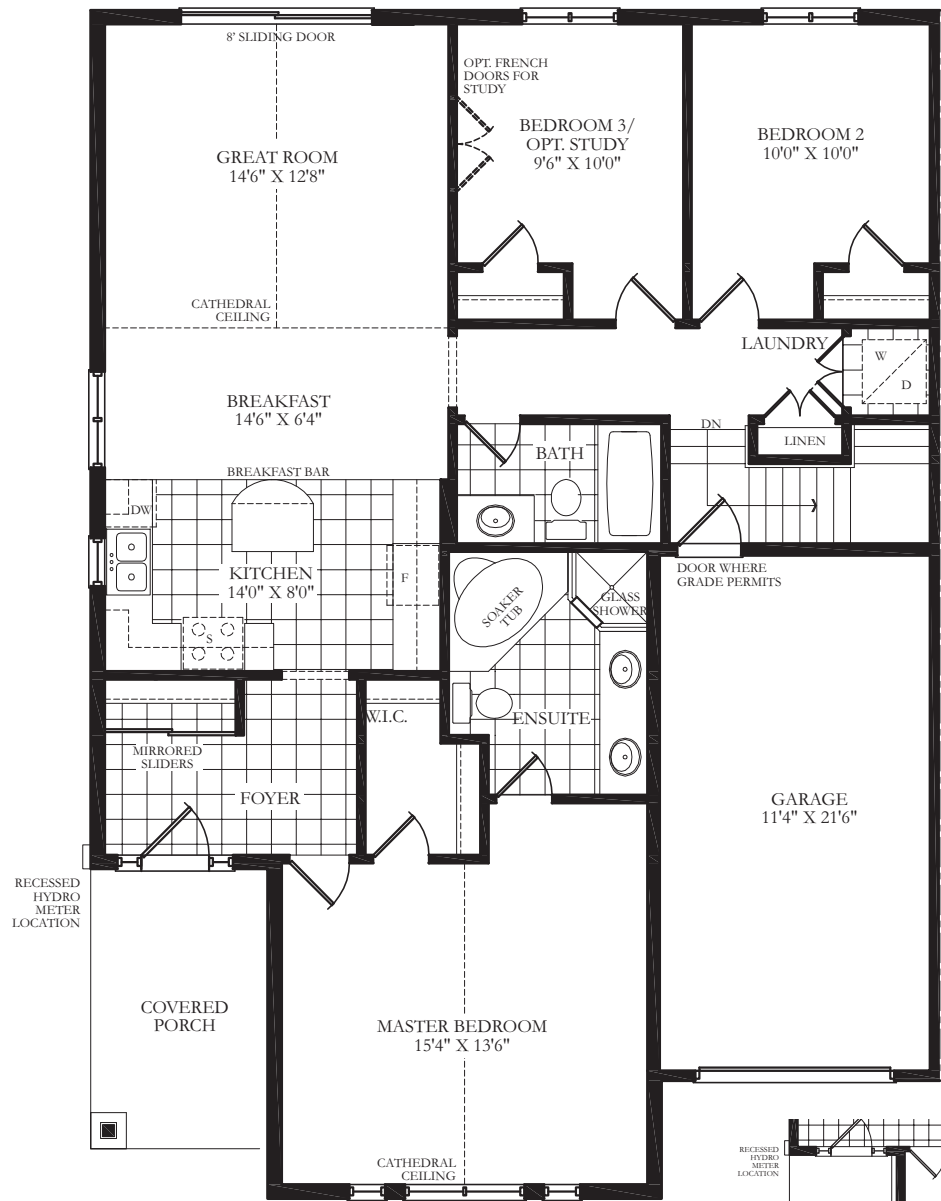 8' SLIDING DOOR
OPT. FRENCH
DOORS FOR
STUDY
GREAT ROOM
14'6" X 12'8"
BEDROOM 3/
OPT. STUDY
9'6" X 10'0"
BEDROOM 2
10'0" X 10'0"
CATHEDRAL
CEILING
LAUNDRY
W
D
BREAKFAST
14'6" X 6'4"
DN
LINEN
BATH
BREAKFAST BAR
DW
KITCHEN
14'0" X 8'0"
F
S
DOOR WHERE
GRADE PERMITS
SOAKER
TUB
GLASS
SHOWER
W.I.C.
ENSUITE
MIRRORED
SLIDERS
FOYER
GARAGE
11'4" X 21'6"
RECESSED
HYDRO
METER
LOCATION
COVERED
PORCH
MASTER BEDROOM
15'4" X 13'6"
CATHEDRAL
CEILING
RECESSED
HYDRO
METER
LOCATION